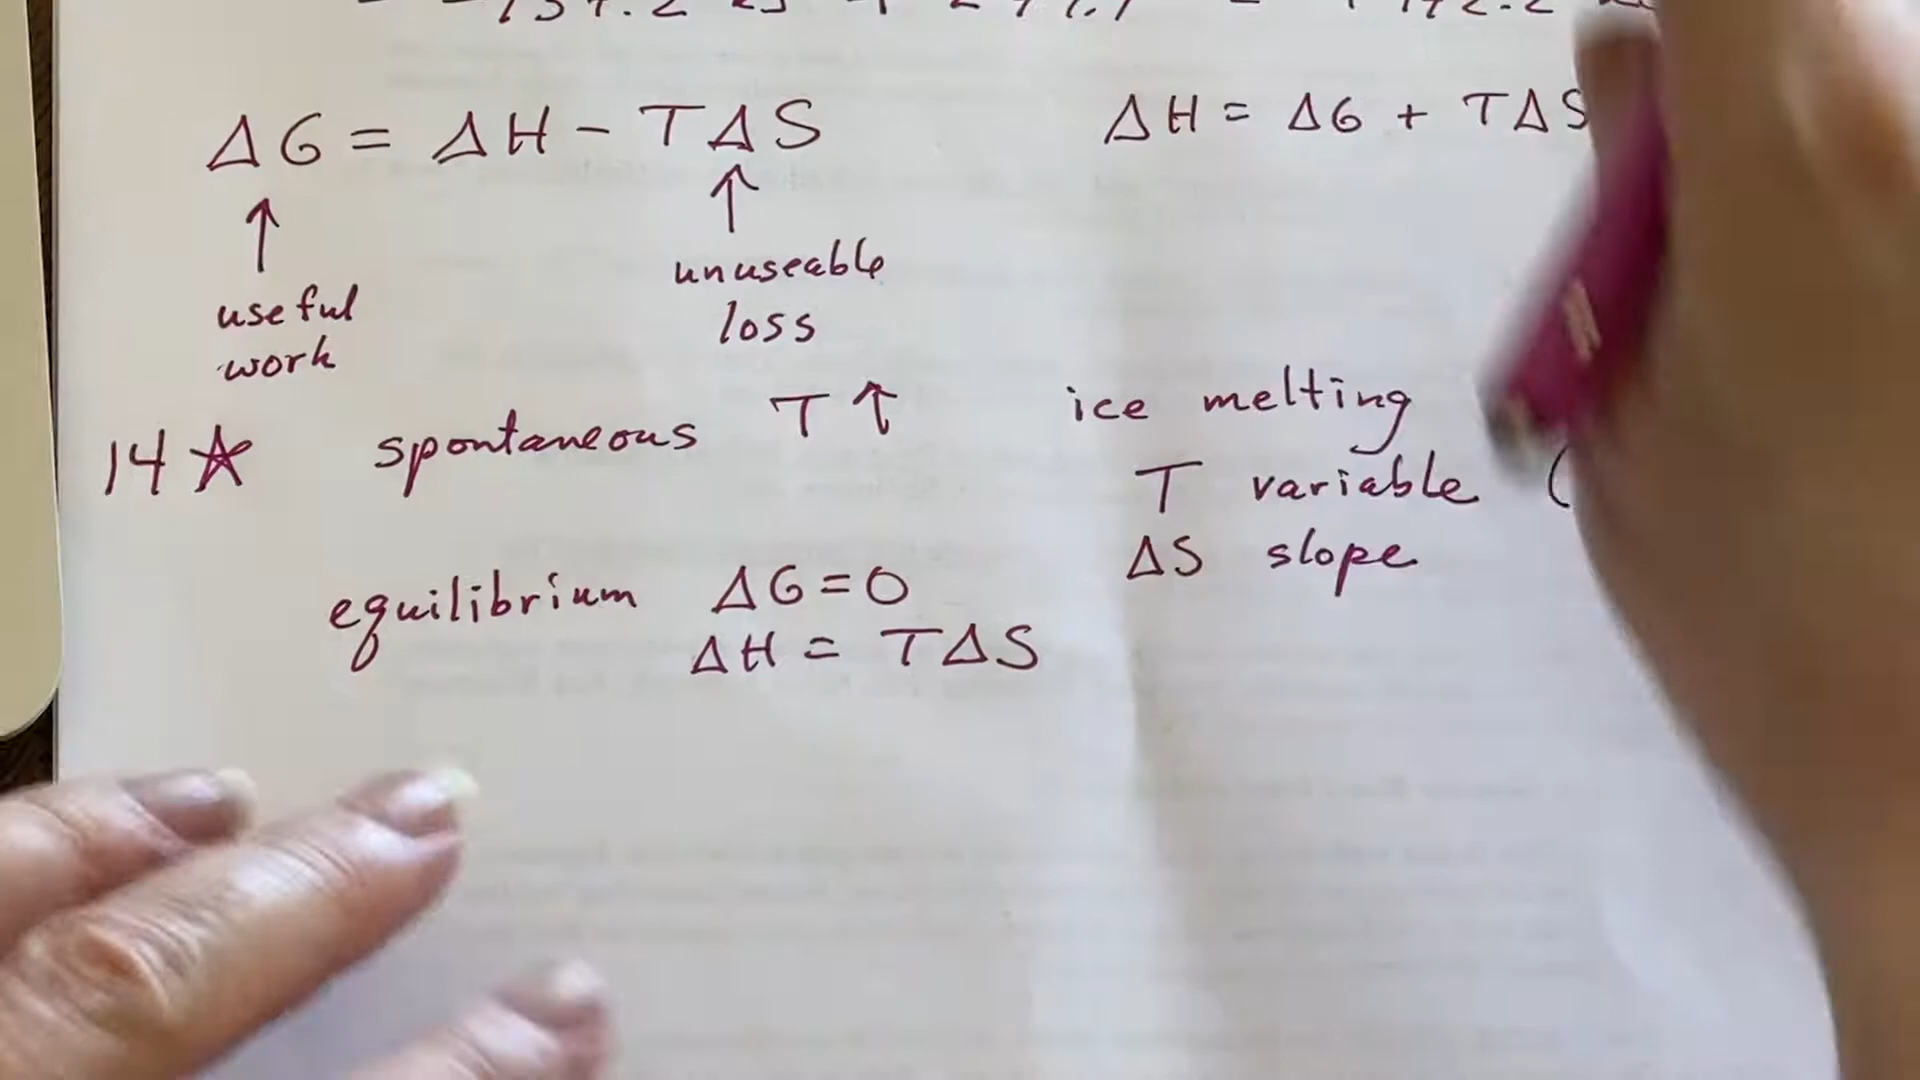 ΔG = ΔH - TΔS
ΔH = ΔG + TΔS
↑
↑
useful
work
unuseable
loss
14☆ spontaneous T↑
ice melting
T variable (
ΔS slope
equilibrium ΔG=0
ΔH = TΔS